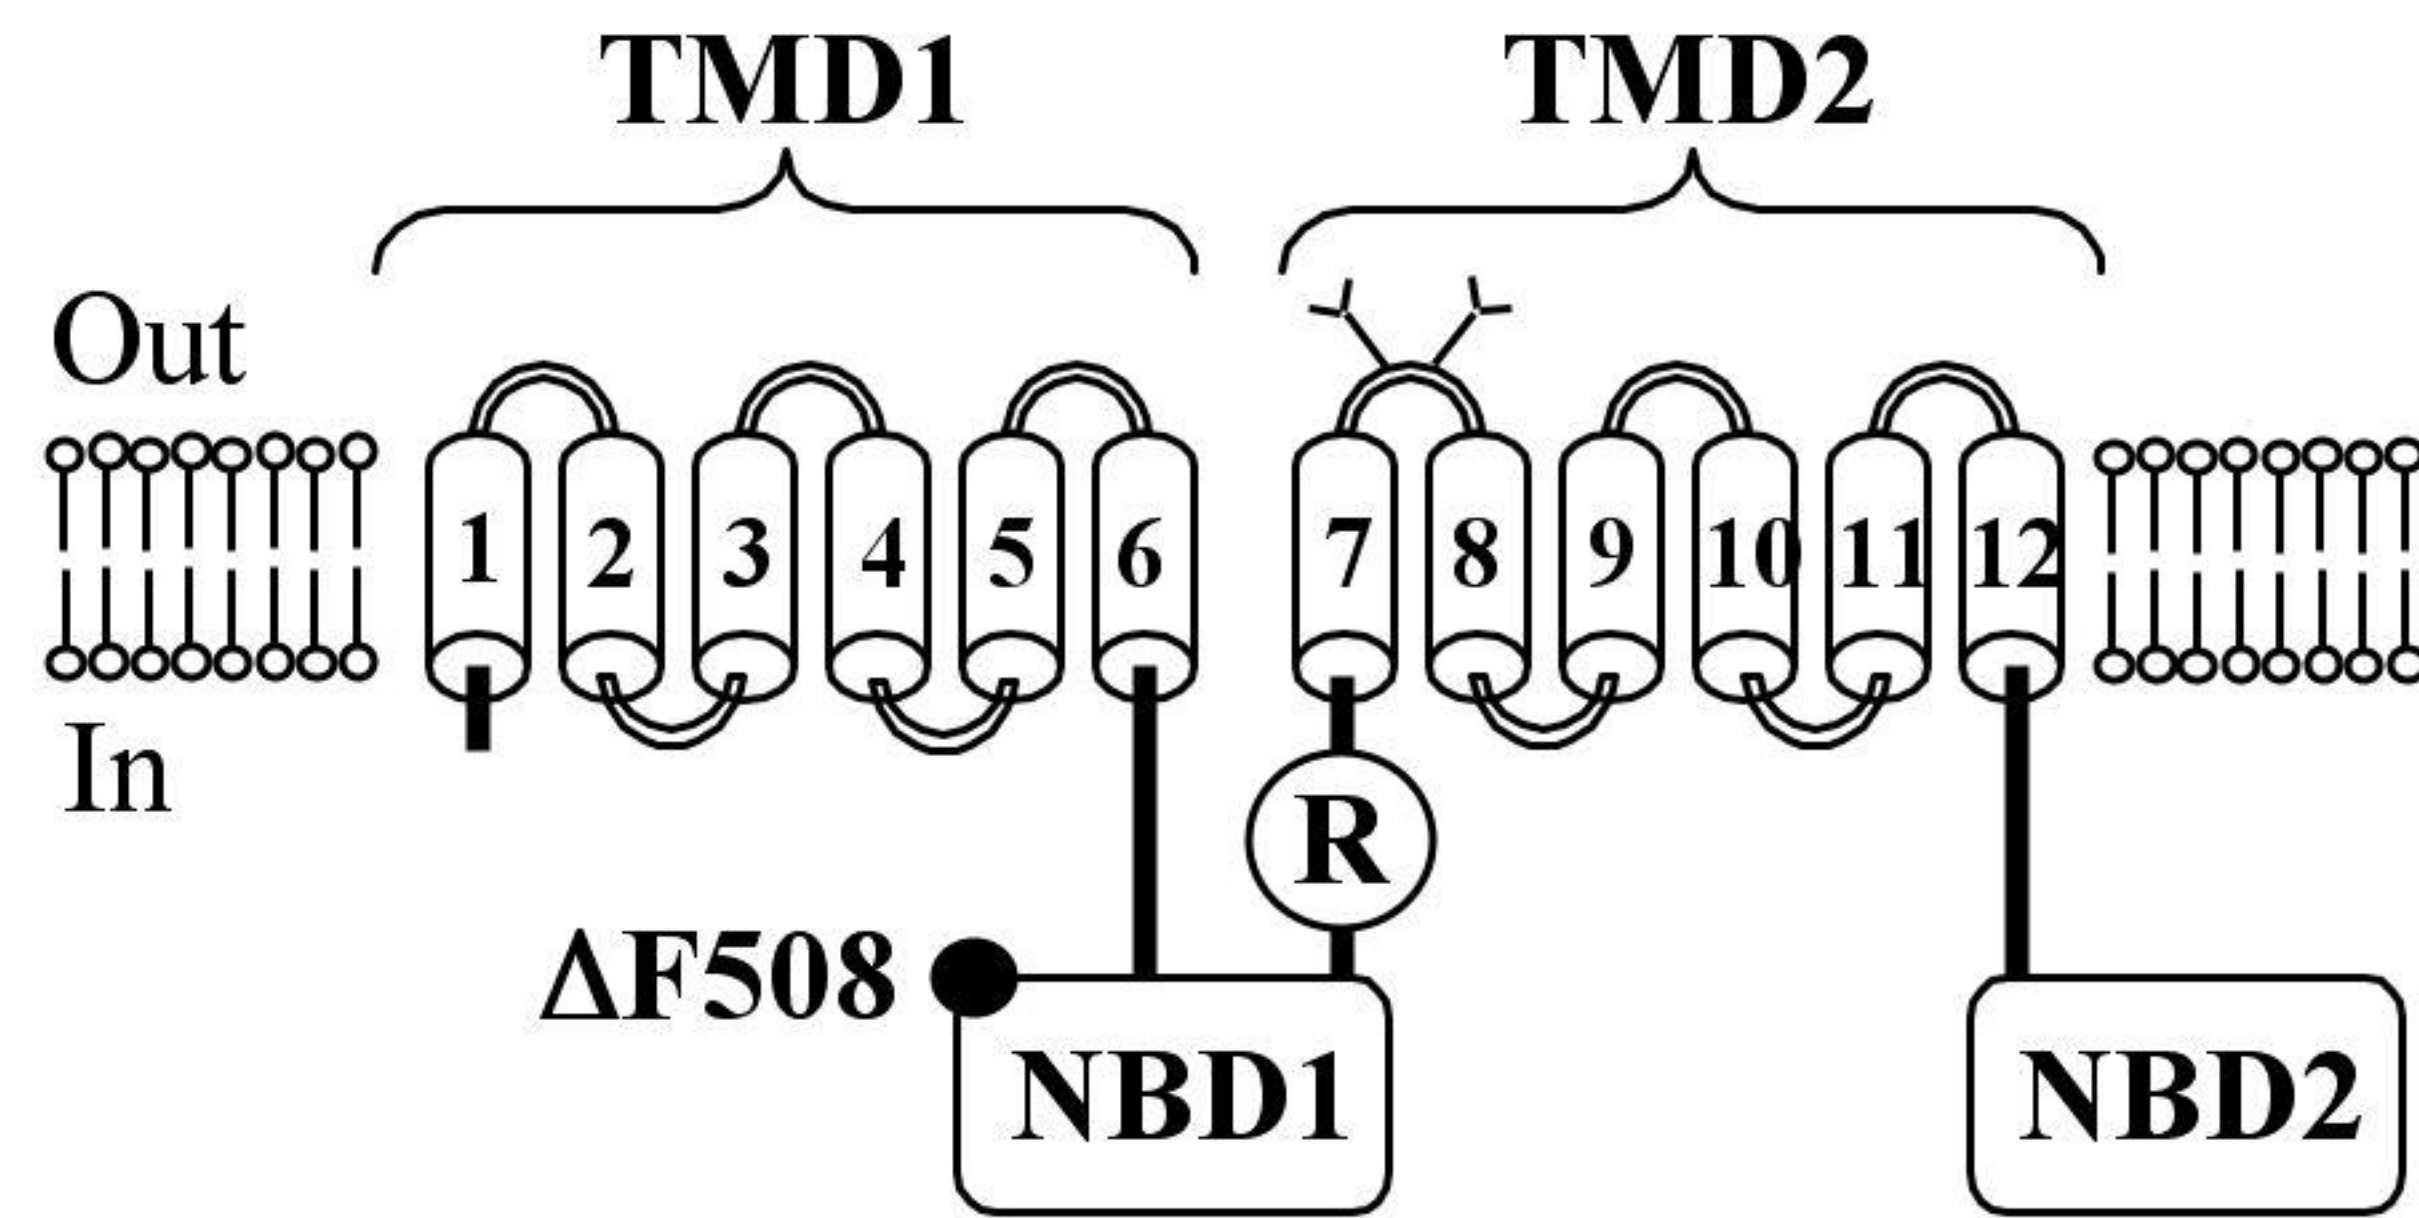 TMD1 TMD2
Out
1 2 3 4 5 6 7 8 9 10 11 12
In
R
ΔF508
NBD1 NBD2